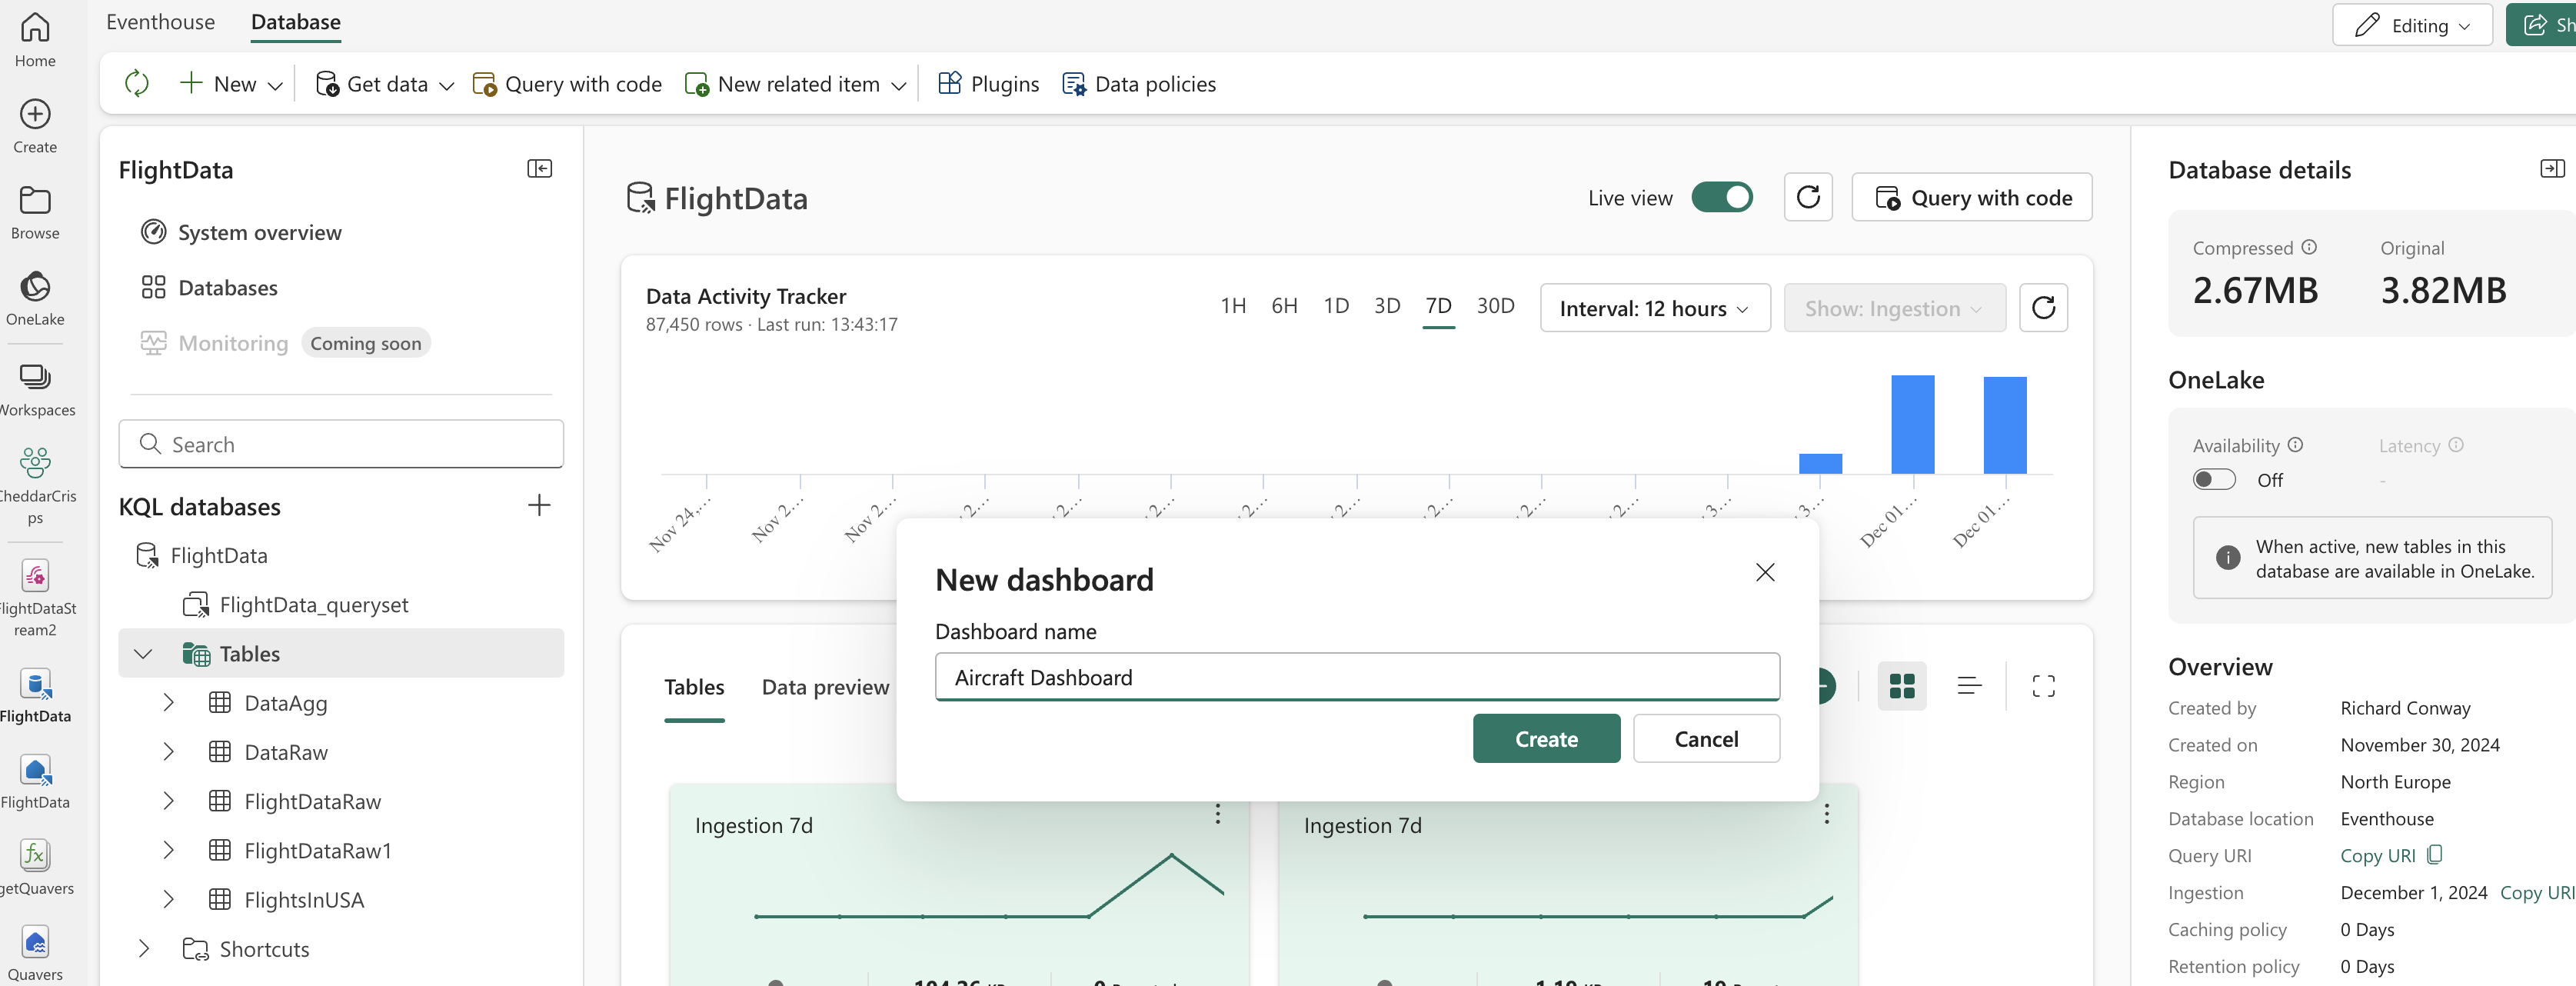 Eventhouse
Database
Editing
Sh
Home
Create
Browse
OneLake
Workspaces
CheddarCris
ps
FlightDataSt
ream2
FlightData
FlightData
getQuavers
Quavers
New
Get data
Query with code
New related item
Plugins
Data policies
FlightData
System overview
Databases
Monitoring Coming soon
Search
KQL databases
FlightData
FlightData_queryset
Tables
DataAgg
DataRaw
FlightDataRaw
FlightDataRaw1
FlightsInUSA
Shortcuts
FlightData
Live view
Query with code
Data Activity Tracker
87,450 rows · Last run: 13:43:17
1H 6H 1D 3D 7D 30D
Interval: 12 hours
Show: Ingestion
Nov 24,...
Nov 2...
Nov 2...
2...
2...
2...
2...
2...
2...
2...
2...
3...
3...
Dec 01...
Dec 01...
New dashboard
Dashboard name
Aircraft Dashboard
Create
Cancel
Tables
Data preview
Ingestion 7d
Ingestion 7d
Database details
Compressed
Original
2.67MB
3.82MB
OneLake
Availability
Latency
Off
-
When active, new tables in this
database are available in OneLake.
Overview
Created by Richard Conway
Created on November 30, 2024
Region North Europe
Database location Eventhouse
Query URI Copy URI
Ingestion December 1, 2024 Copy URI
Caching policy 0 Days
Retention policy 0 Days